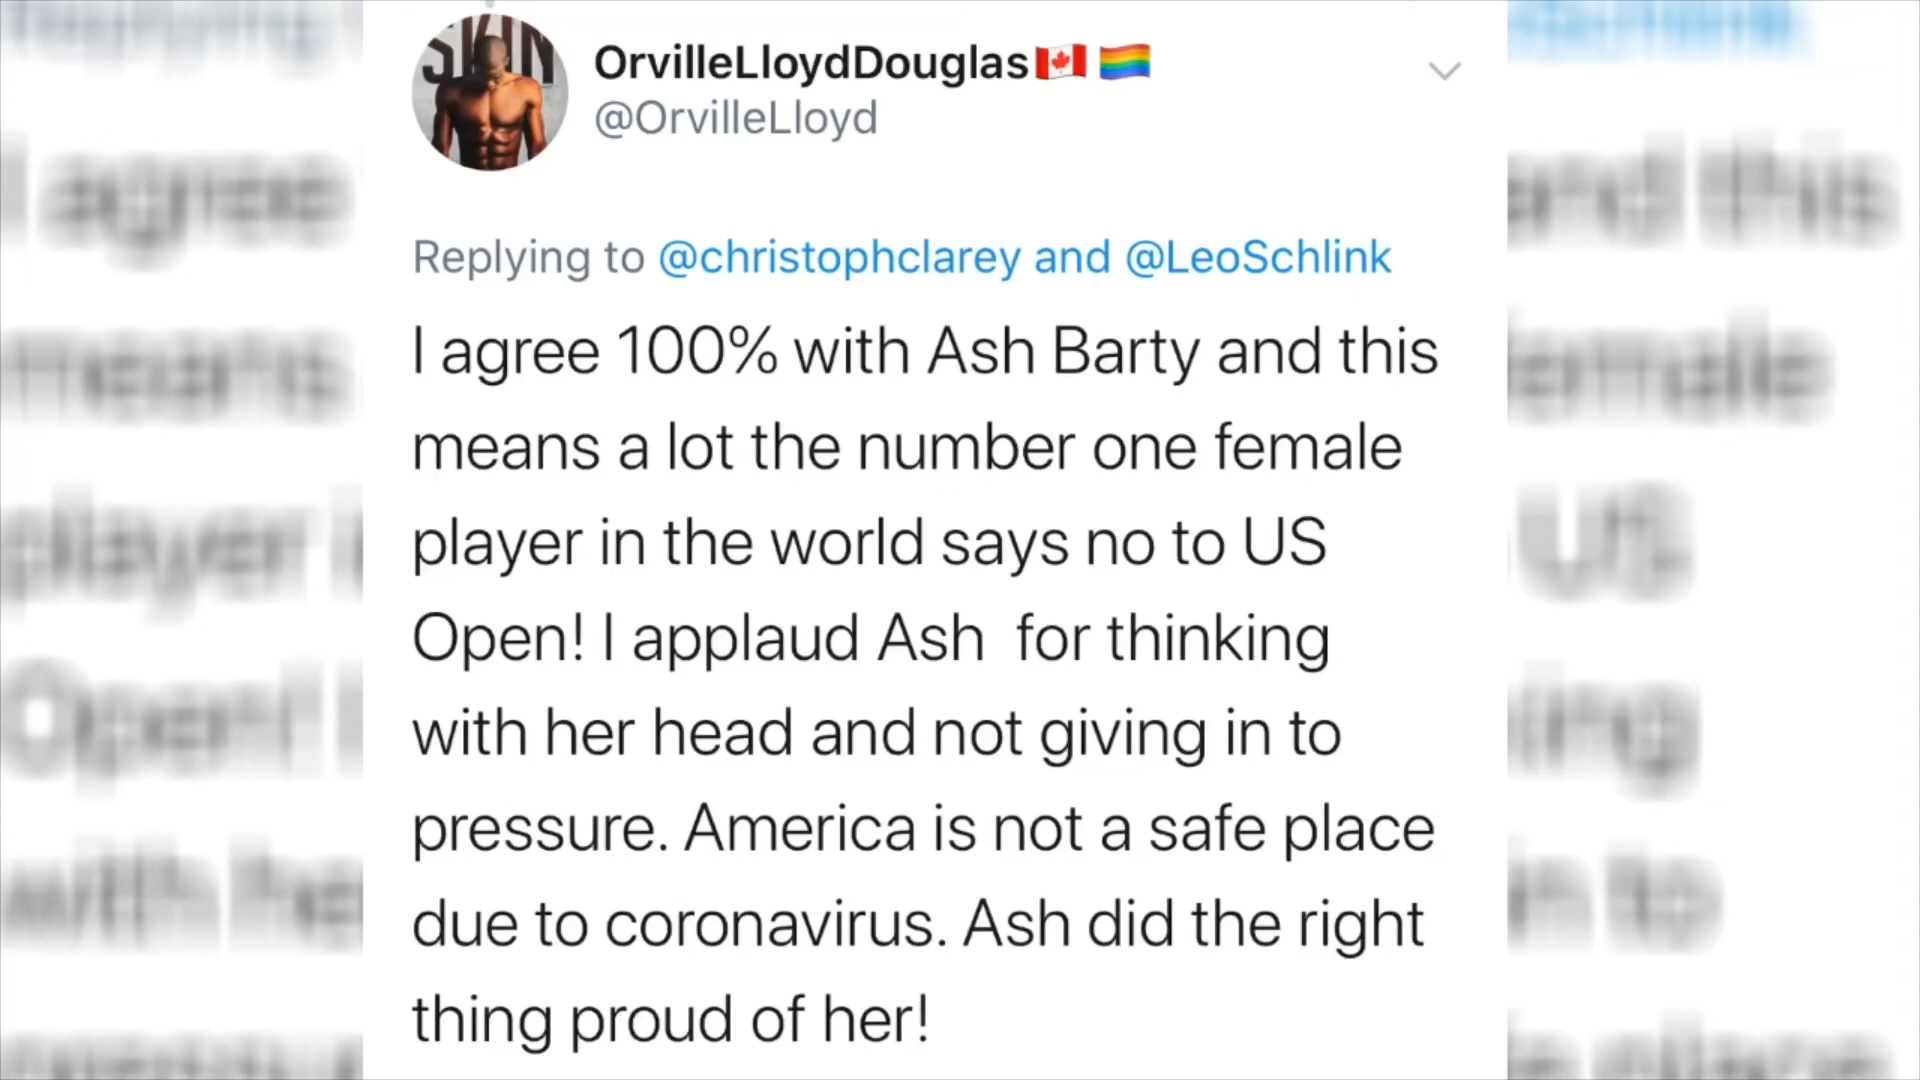 SKIN
OrvilleLloydDouglas🇨🇦 🏳️‍🌈
@OrvilleLloyd
Replying to @christophclarey and @LeoSchlink
I agree 100% with Ash Barty and this
means a lot the number one female
player in the world says no to US
Open! I applaud Ash  for thinking
with her head and not giving in to
pressure. America is not a safe place
due to coronavirus. Ash did the right
thing proud of her!